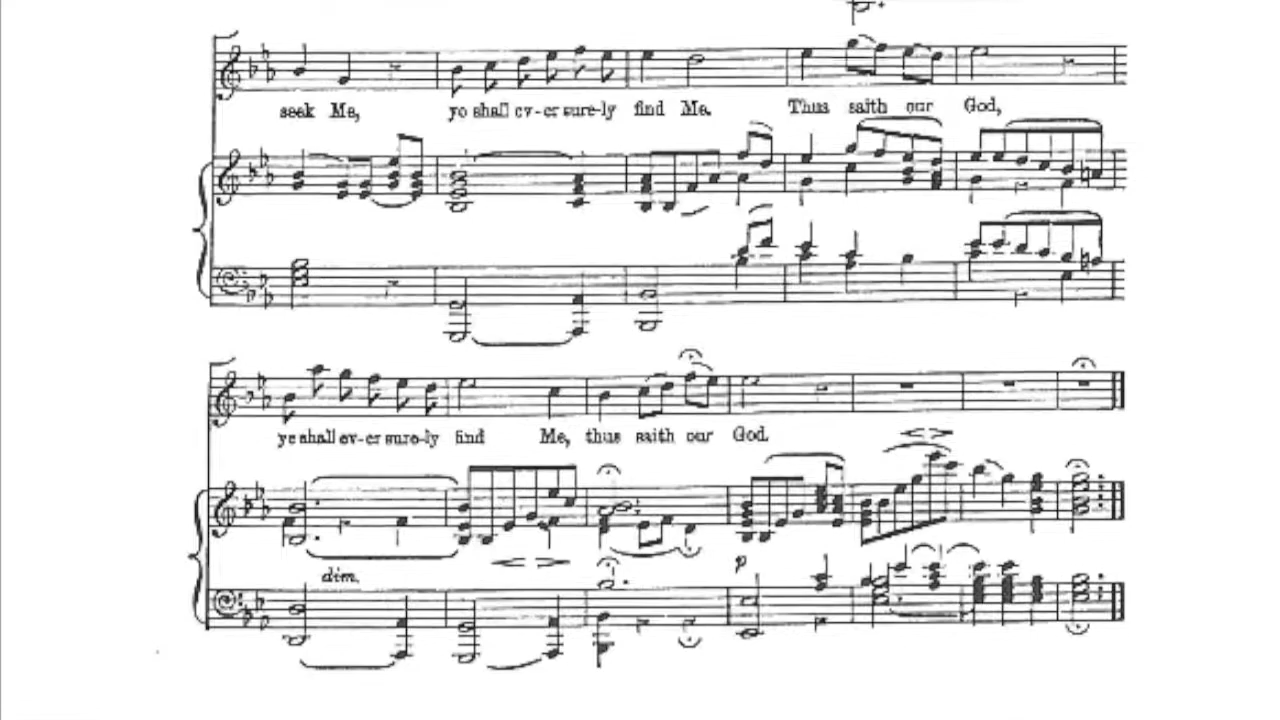 seek Me, ye shall ev-er sure-ly find Me. Thus saith our God,
ye shall ev-er sure-ly find Me, thus saith our God.
dim.
p